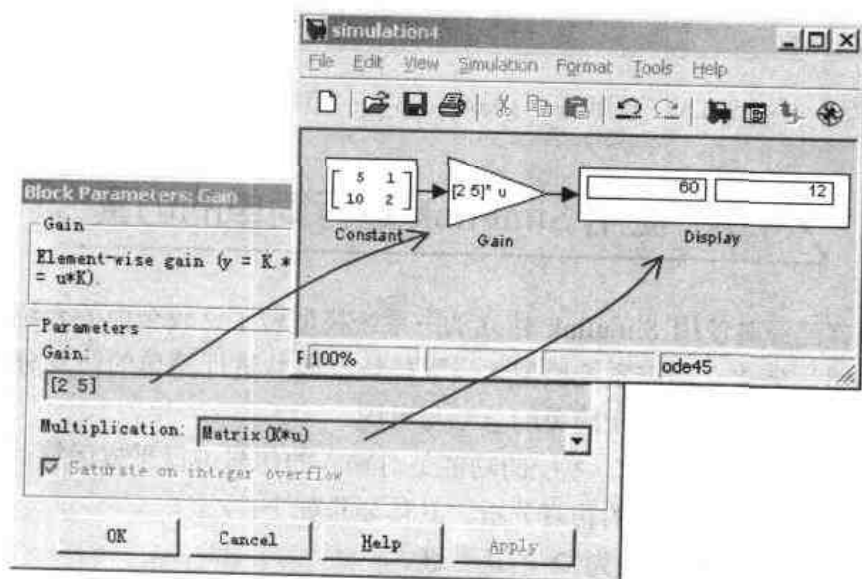 simulation4
File Edit View Simulation Format Tools Help
5 1
10 2
[2 5]* u
60
12
Constant
Gain
Display
100%
ode45
Block Parameters: Gain
Gain
Element-wise gain (y = K.*
= u*K).
Parameters
Gain:
[2 5]
Multiplication: Matrix(K*u)
Saturate on integer overflow
OK Cancel Help Apply